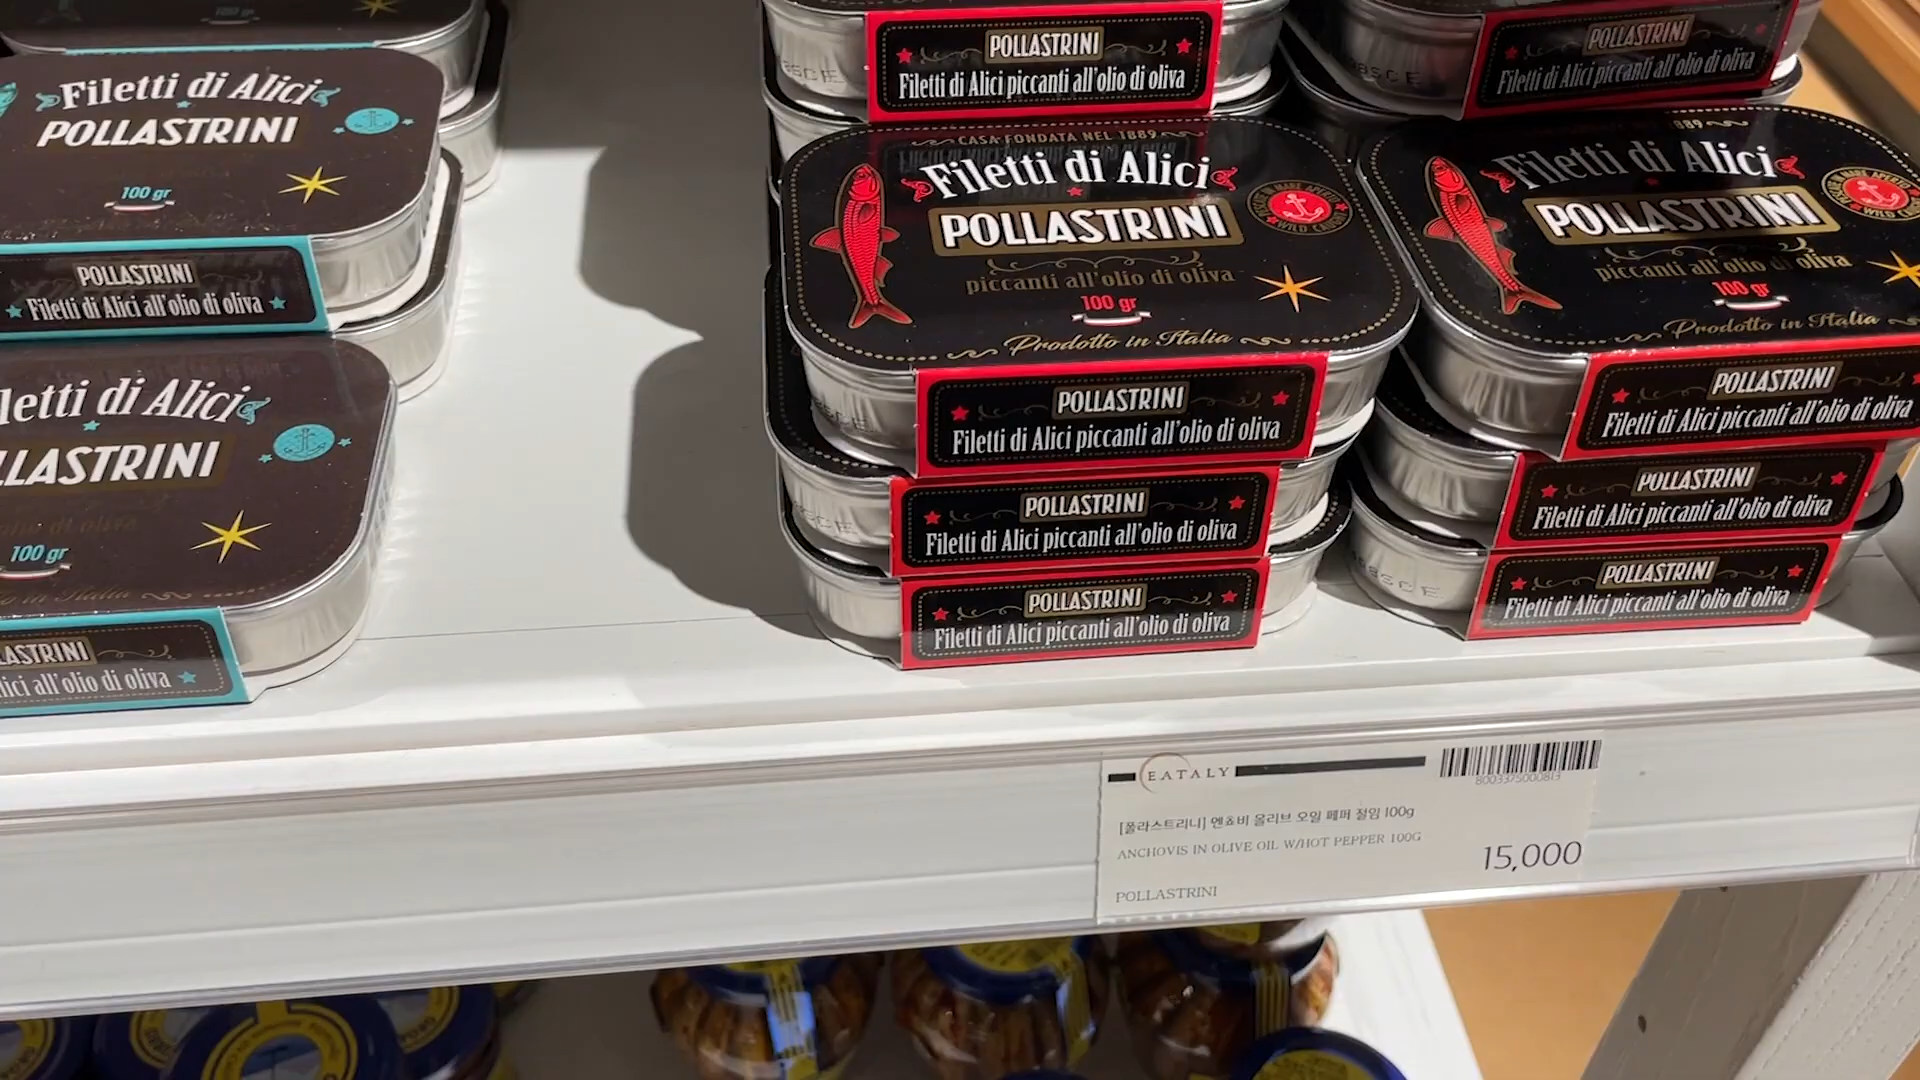 Filetti di Alici
POLLASTRINI
100 gr
POLLASTRINI
Filetti di Alici all'olio di oliva
letti di Alici
LLASTRINI
100 gr
LASTRINI
lici all'olio di oliva
POLLASTRINI
Filetti di Alici piccanti all'olio di oliva
POLLASTRINI
Filetti di Alici piccanti all'olio di oliva
CASA FONDATA NEL 1889
Filetti di Alici
POLLASTRINI
piccanti all'olio di oliva
100 gr
Prodotto in Italia
POLLASTRINI
Filetti di Alici piccanti all'olio di oliva
POLLASTRINI
Filetti di Alici piccanti all'olio di oliva
POLLASTRINI
Filetti di Alici piccanti all'olio di oliva
889
Filetti di Alici
POLLASTRINI
piccanti all'olio di oliva
100 gr
Prodotto in Italia
POLLASTRINI
Filetti di Alici piccanti all'olio di oliva
POLLASTRINI
Filetti di Alici piccanti all'olio di oliva
POLLASTRINI
Filetti di Alici piccanti all'olio di oliva
EATALY
8003375000813
[폴라스트리니] 엔쵸비 올리브 오일 페퍼 절임 100g
ANCHOVIS IN OLIVE OIL W/HOT PEPPER 100G
15,000
POLLASTRINI